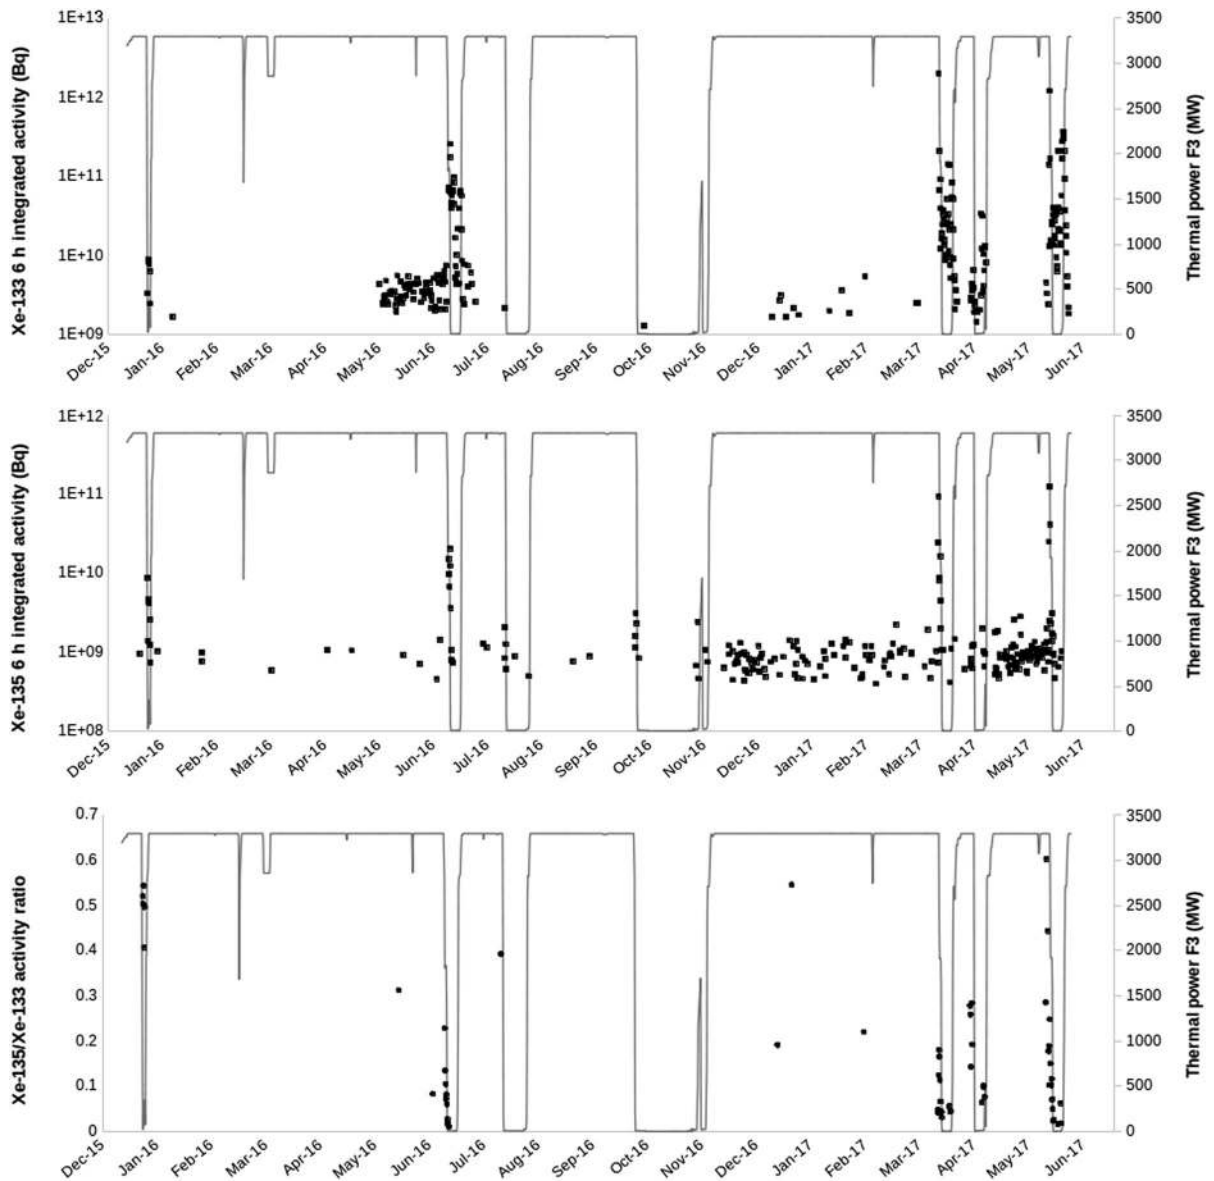 Xe-133 6 h integrated activity (Bq)
1E+13
1E+12
1E+11
1E+10
1E+09
3500
3000
2500
2000
1500
1000
500
0
Thermal power F3 (MW)
Dec-15 Jan-16 Feb-16 Mar-16 Apr-16 May-16 Jun-16 Jul-16 Aug-16 Sep-16 Oct-16 Nov-16 Dec-16 Jan-17 Feb-17 Mar-17 Apr-17 May-17 Jun-17
Xe-135 6 h integrated activity (Bq)
1E+12
1E+11
1E+10
1E+09
1E+08
3500
3000
2500
2000
1500
1000
500
0
Thermal power F3 (MW)
Dec-15 Jan-16 Feb-16 Mar-16 Apr-16 May-16 Jun-16 Jul-16 Aug-16 Sep-16 Oct-16 Nov-16 Dec-16 Jan-17 Feb-17 Mar-17 Apr-17 May-17 Jun-17
Xe-135/Xe-133 activity ratio
0.7
0.6
0.5
0.4
0.3
0.2
0.1
0
3500
3000
2500
2000
1500
1000
500
0
Thermal power F3 (MW)
Dec-15 Jan-16 Feb-16 Mar-16 Apr-16 May-16 Jun-16 Jul-16 Aug-16 Sep-16 Oct-16 Nov-16 Dec-16 Jan-17 Feb-17 Mar-17 Apr-17 May-17 Jun-17